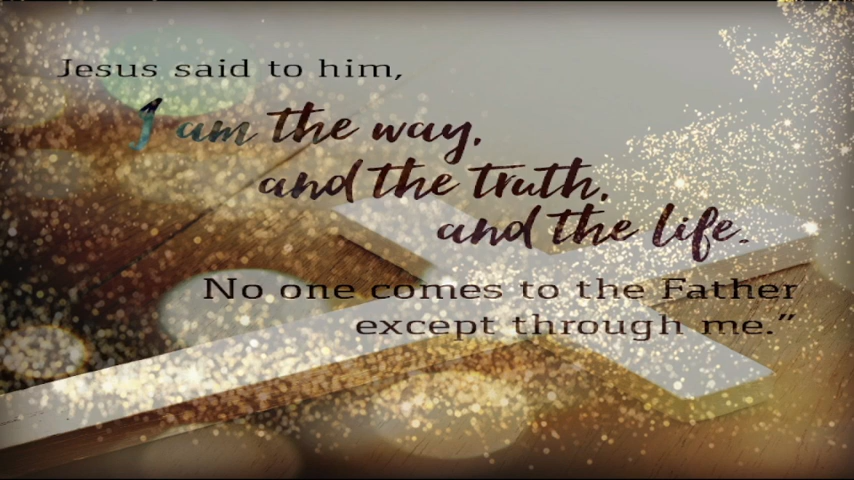 Jesus said to him,
I am the way,
and the truth,
and the life.
No one comes to the Father
except through me.”